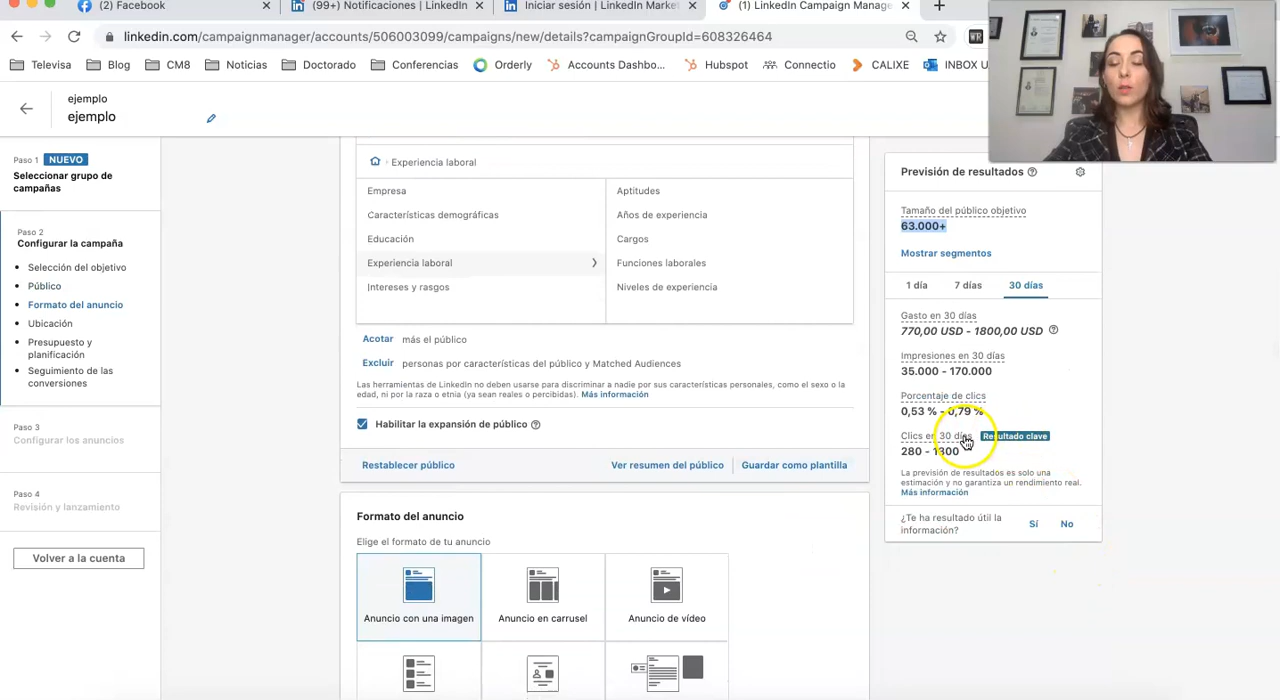 (2) Facebook
(99+) Notificaciones | LinkedIn
Iniciar sesión | LinkedIn Market
(1) LinkedIn Campaign Manage
linkedin.com/campaignmanager/accounts/506103099/campaigns/new/details?campaignGroupId=608326464
Televisa
Blog
CM8
Noticias
Doctorado
Contenidos
Orderly
Accounts Dashbo...
Hubspot
Connectio
CALIXE
INBOX U
ejemplo
ejemplo
Paso 1 NUEVO
Seleccionar grupo de
campañas
Paso 2
Configurar la campaña
Selección del objetivo
Público
Formato del anuncio
Ubicación
Presupuesto y
planificación
Seguimiento de las
conversiones
Paso 3
Configurar los anuncios
Paso 4
Revisión y lanzamiento
Volver a la cuenta
Experiencia laboral
Empresa
Características demográficas
Educación
Experiencia laboral
Intereses y rasgos
Aptitudes
Años de experiencia
Cargos
Funciones laborales
Niveles de experiencia
Acotar más el público
Excluir personas por características del público y Matched Audiences
Las herramientas de LinkedIn no deben usarse para discriminar a nadie por sus características personales, como el sexo o la
edad, ni por la raza o etnia (ya sean reales o percibidas). Más información
Habilitar la expansión de público
Restablecer público
Ver resumen del público
Guardar como plantilla
Formato del anuncio
Elige el formato de tu anuncio
Anuncio con una imagen
Anuncio en carrusel
Anuncio de vídeo
Previsión de resultados
Tamaño del público objetivo
63.000+
Mostrar segmentos
1 día
7 días
30 días
Gasto en 30 días
770,00 USD - 1800,00 USD
Impresiones en 30 días
35.000 - 170.000
Porcentaje de clics
0,53 % - 0,79 %
Clics en 30 días Resultado clave
280 - 1300
La previsión de resultados es solo una
estimación y no garantiza un rendimiento real.
Más información
¿Te ha resultado útil la
información?
Sí
No